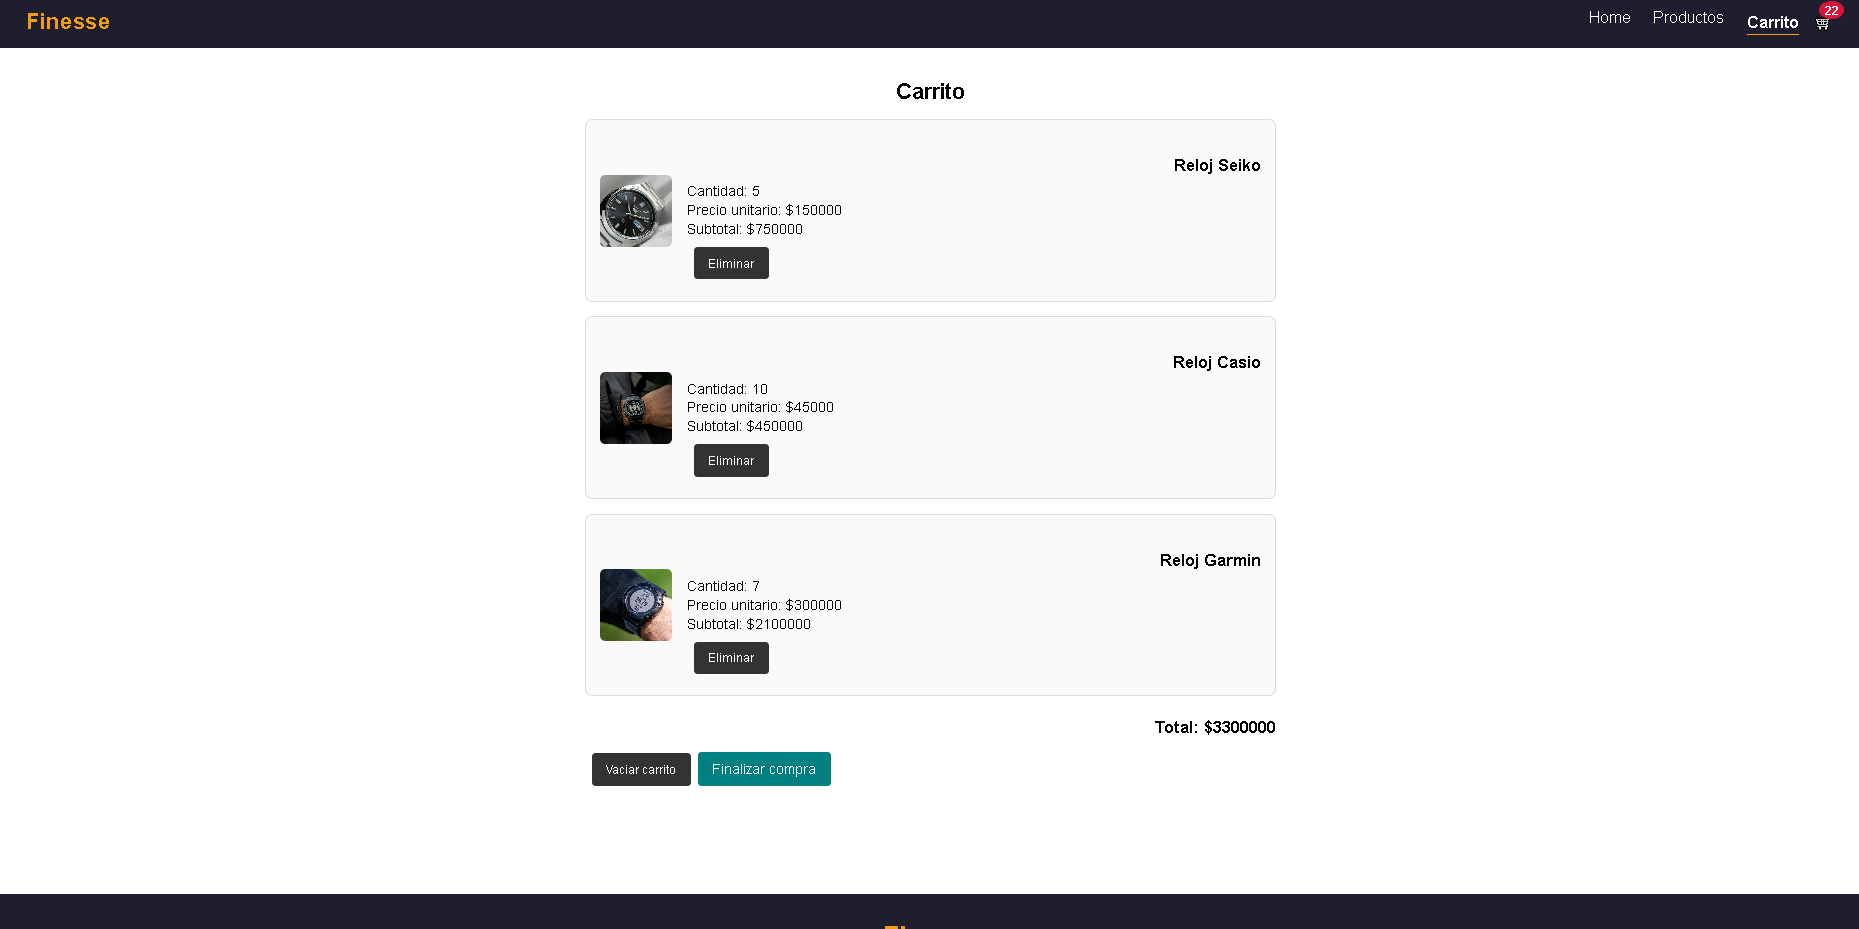 Finesse
Home
Productos
Carrito
22
Carrito
Reloj Seiko
Cantidad: 5
Precio unitario: $150000
Subtotal: $750000
Eliminar
Reloj Casio
Cantidad: 10
Precio unitario: $45000
Subtotal: $450000
Eliminar
Reloj Garmin
Cantidad: 7
Precio unitario: $300000
Subtotal: $2100000
Eliminar
Total: $3300000
Vaciar carrito
Finalizar compra